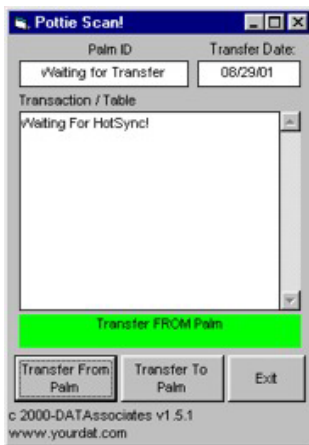 Pottie Scan!
Palm ID Transfer Date:
Waiting for Transfer 08/29/01
Transaction / Table
Waiting For HotSync!
Transfer FROM Palm
Transfer From Transfer To Exit
Palm Palm
c 2000-DATAssociates v1.5.1
www.yourdat.com